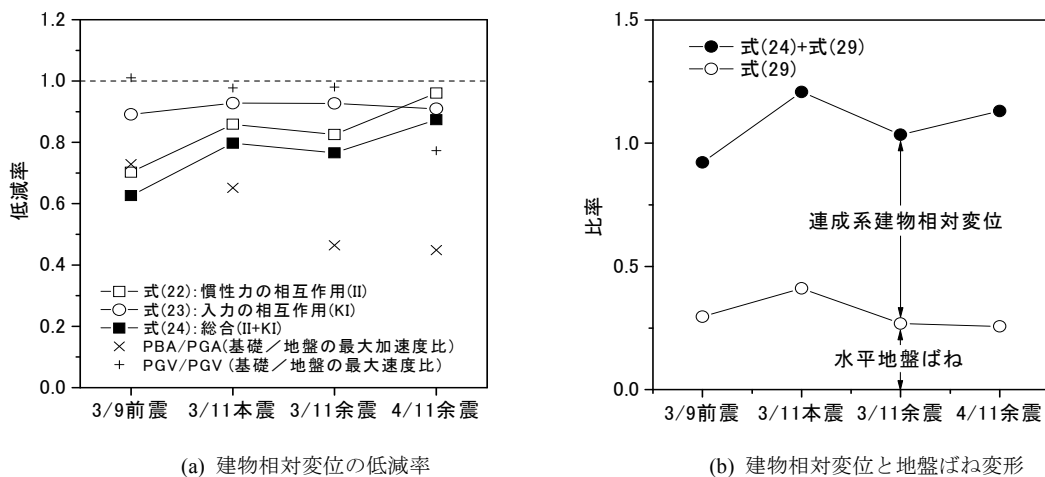 1.2
1.0
0.8
0.6
0.4
0.2
0.0
低減率
□ 式(22):慣性力の相互作用(II)
○ 式(23):入力の相互作用(KI)
■ 式(24):総合(II+KI)
× PBA/PGA(基礎／地盤の最大加速度比)
+ PGV/PGV (基礎／地盤の最大速度比)
3/9前震 3/11本震 3/11余震 4/11余震
(a) 建物相対変位の低減率
1.5
1.0
0.5
0.0
比率
● 式(24)+式(29)
○ 式(29)
連成系建物相対変位
水平地盤ばね
3/9前震 3/11本震 3/11余震 4/11余震
(b) 建物相対変位と地盤ばね変形